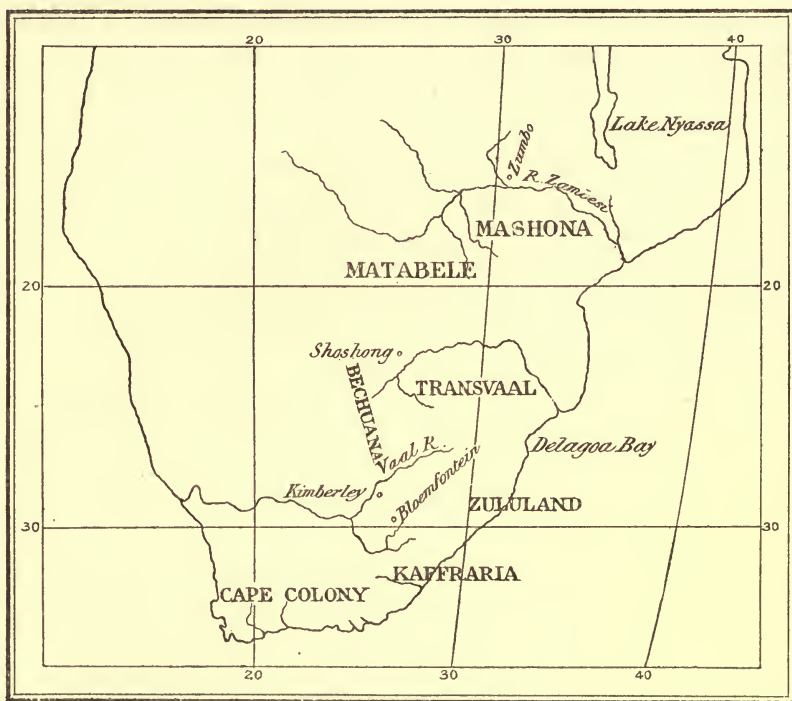 20
30
40
Lake Nyassa
Zumbo
R. Zambesi
MASHONA
MATABELE
20
20
Shoshong
BECHUANA
TRANSVAAL
Vaal R.
Delagoa Bay
Kimberley
Bloemfontein
ZULULAND
30
30
KAFFRARIA
CAPE COLONY
20
30
40